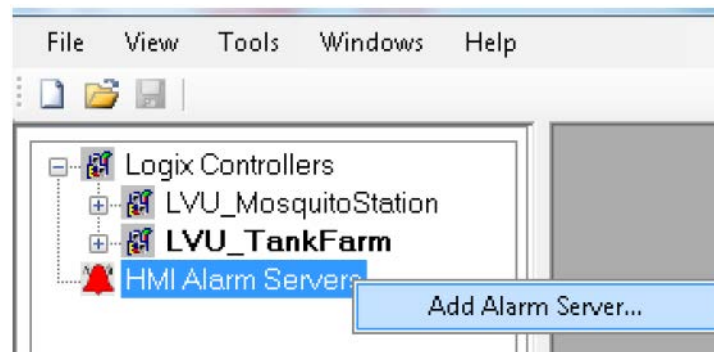 File View Tools Windows Help
Logix Controllers
LVU_MosquitoStation
LVU_TankFarm
HMI Alarm Servers
Add Alarm Server...